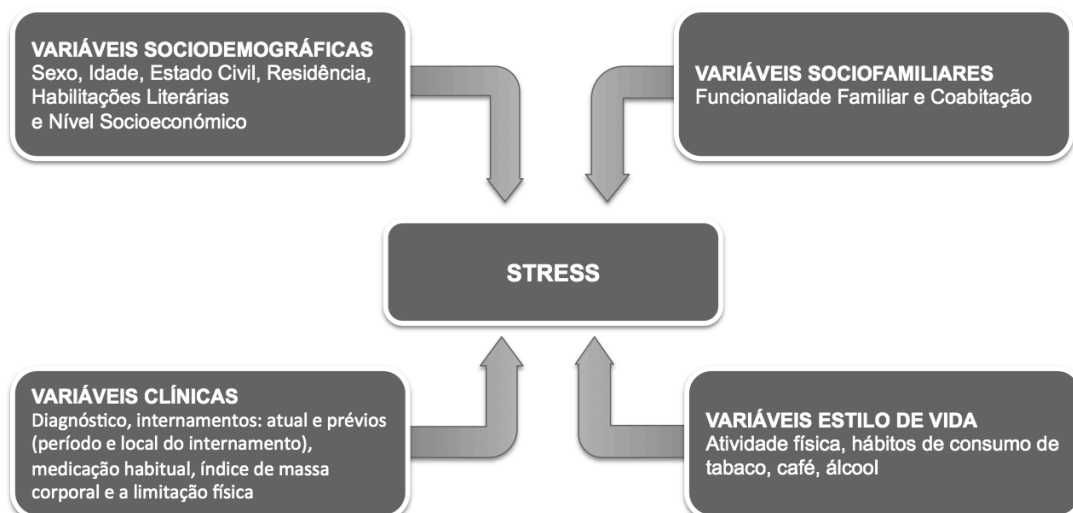 VARIÁVEIS SOCIODEMOGRÁFICAS
Sexo, Idade, Estado Civil, Residência,
Habilitações Literárias
e Nível Socioeconómico
VARIÁVEIS SOCIOFAMILIARES
Funcionalidade Familiar e Coabitação
STRESS
VARIÁVEIS CLÍNICAS
Diagnóstico, internamentos: atual e prévios
(período e local do internamento),
medicação habitual, índice de massa
corporal e a limitação física
VARIÁVEIS ESTILO DE VIDA
Atividade física, hábitos de consumo de
tabaco, café, álcool